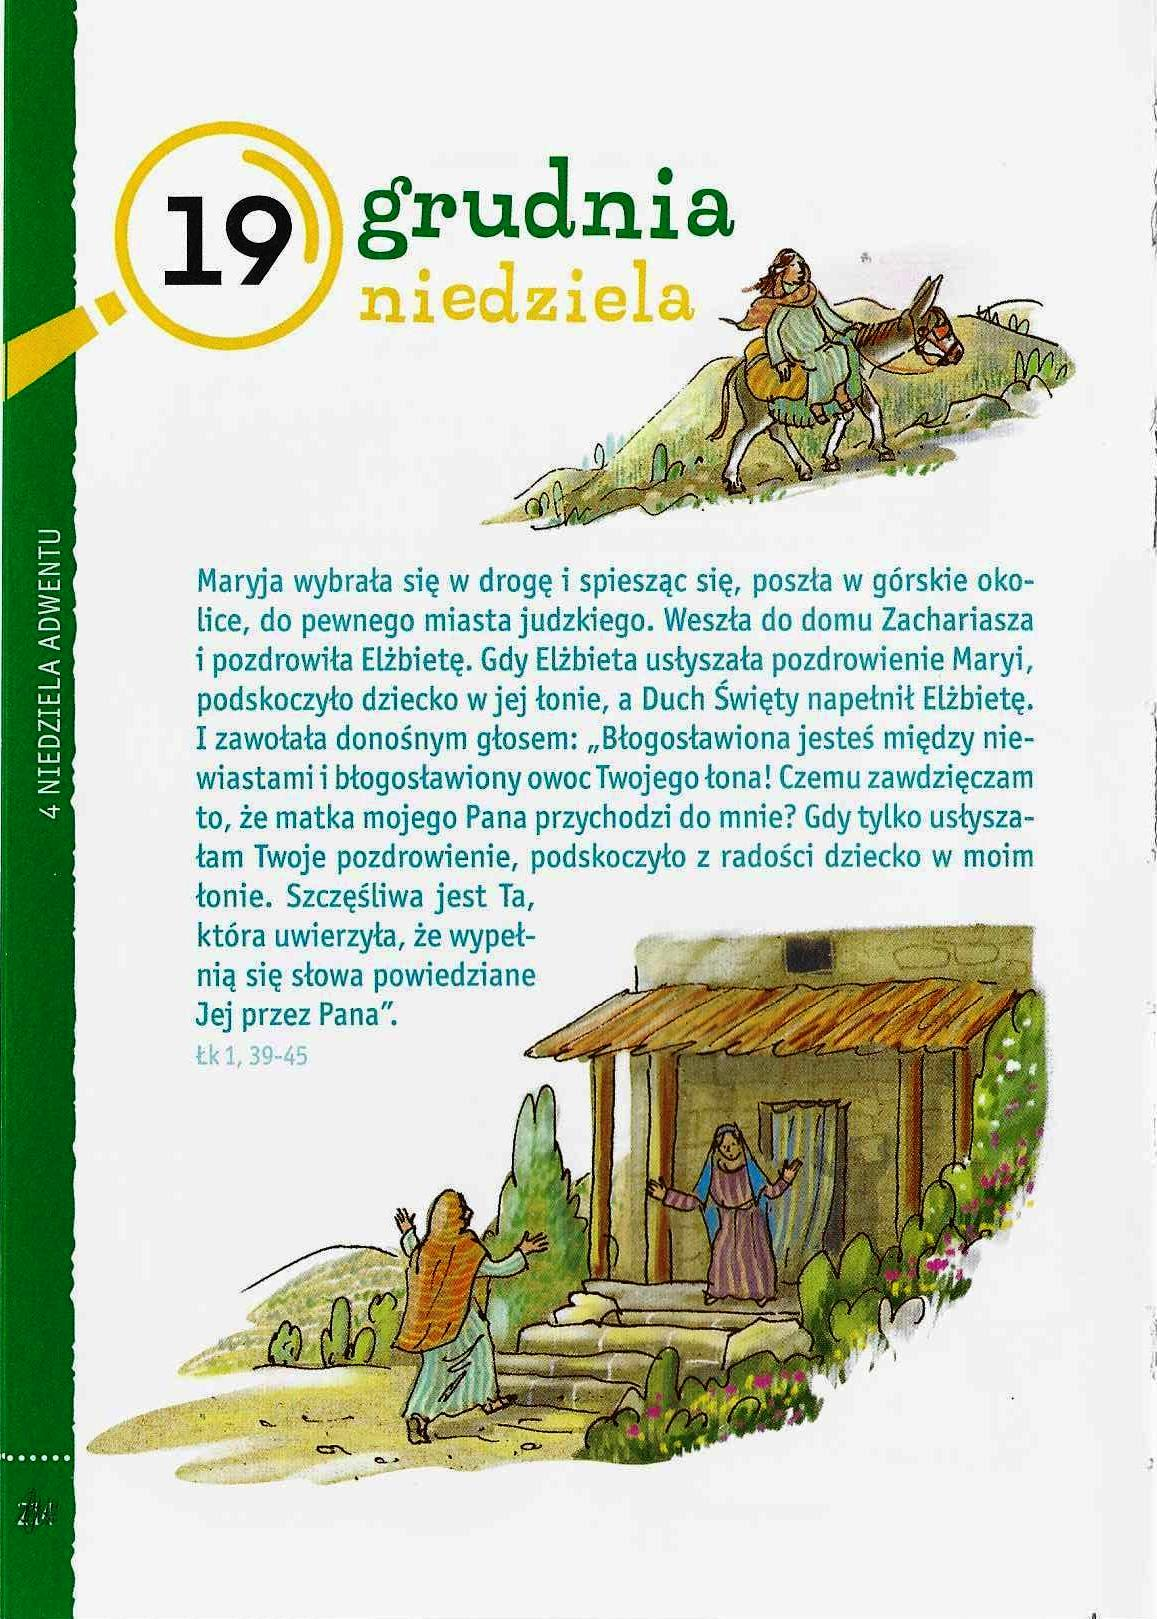 19
grudnia
niedziela
4 NIEDZIELA ADWENTU
Maryja wybrała się w drogę i spiesząc się, poszła w górskie oko-
lice, do pewnego miasta judzkiego. Weszła do domu Zachariasza
i pozdrowiła Elżbietę. Gdy Elżbieta usłyszała pozdrowienie Maryi,
podskoczyło dziecko w jej łonie, a Duch Święty napełnił Elżbietę.
I zawołała donośnym głosem: „Błogosławiona jesteś między nie-
wiastami i błogosławiony owoc Twojego łona! Czemu zawdzięczam
to, że matka mojego Pana przychodzi do mnie? Gdy tylko usłysza-
łam Twoje pozdrowienie, podskoczyło z radości dziecko w moim
łonie. Szczęśliwa jest Ta,
która uwierzyła, że wypeł-
nią się słowa powiedziane
Jej przez Pana”.
Łk 1, 39-45